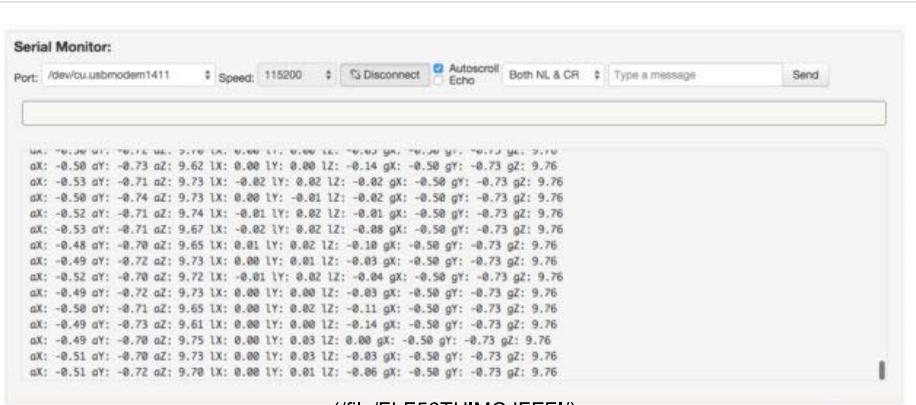 Serial Monitor:
Port: /dev/cu.usbmodem1411 Speed: 115200 Disconnect Autoscroll Echo Both NL & CR Type a message Send
aX: -0.50 aY: -0.73 aZ: 9.62 lX: 0.00 lY: 0.00 lZ: -0.14 gX: -0.50 gY: -0.73 gZ: 9.76
aX: -0.53 aY: -0.71 aZ: 9.73 lX: -0.02 lY: 0.02 lZ: -0.02 gX: -0.50 gY: -0.73 gZ: 9.76
aX: -0.50 aY: -0.74 aZ: 9.73 lX: 0.00 lY: -0.01 lZ: -0.02 gX: -0.50 gY: -0.73 gZ: 9.76
aX: -0.52 aY: -0.71 aZ: 9.74 lX: -0.01 lY: 0.02 lZ: -0.01 gX: -0.50 gY: -0.73 gZ: 9.76
aX: -0.53 aY: -0.71 aZ: 9.67 lX: -0.02 lY: 0.02 lZ: -0.08 gX: -0.50 gY: -0.73 gZ: 9.76
aX: -0.48 aY: -0.70 aZ: 9.65 lX: 0.01 lY: 0.02 lZ: -0.10 gX: -0.50 gY: -0.73 gZ: 9.76
aX: -0.49 aY: -0.72 aZ: 9.73 lX: 0.00 lY: 0.01 lZ: -0.03 gX: -0.50 gY: -0.73 gZ: 9.76
aX: -0.52 aY: -0.70 aZ: 9.72 lX: -0.01 lY: 0.02 lZ: -0.04 gX: -0.50 gY: -0.73 gZ: 9.76
aX: -0.49 aY: -0.72 aZ: 9.73 lX: 0.00 lY: 0.00 lZ: -0.03 gX: -0.50 gY: -0.73 gZ: 9.76
aX: -0.50 aY: -0.71 aZ: 9.65 lX: 0.00 lY: 0.02 lZ: -0.11 gX: -0.50 gY: -0.73 gZ: 9.76
aX: -0.49 aY: -0.73 aZ: 9.61 lX: 0.00 lY: 0.00 lZ: -0.14 gX: -0.50 gY: -0.73 gZ: 9.76
aX: -0.49 aY: -0.70 aZ: 9.75 lX: 0.00 lY: 0.03 lZ: 0.00 gX: -0.50 gY: -0.73 gZ: 9.76
aX: -0.51 aY: -0.70 aZ: 9.73 lX: 0.00 lY: 0.03 lZ: -0.03 gX: -0.50 gY: -0.73 gZ: 9.76
aX: -0.51 aY: -0.72 aZ: 9.70 lX: 0.00 lY: 0.01 lZ: -0.06 gX: -0.50 gY: -0.73 gZ: 9.76